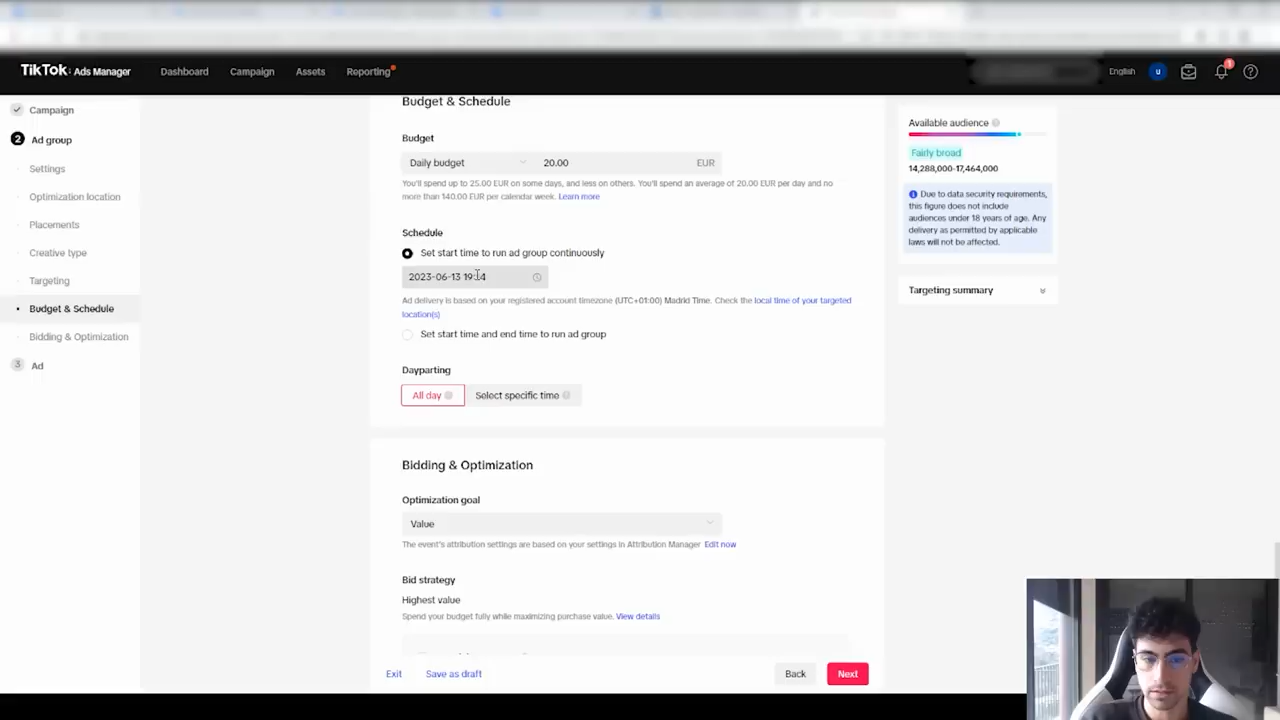 TikTok: Ads Manager
Dashboard
Campaign
Assets
Reporting
English
u
1
Campaign
2 Ad group
Settings
Optimization location
Placements
Creative type
Targeting
Budget & Schedule
Bidding & Optimization
3 Ad
Budget & Schedule
Budget
Daily budget
20.00
EUR
You'll spend up to 25.00 EUR on some days, and less on others. You'll spend an average of 20.00 EUR per day and no
more than 140.00 EUR per calendar week. Learn more
Schedule
Set start time to run ad group continuously
2023-06-13 19:4
Ad delivery is based on your registered account timezone (UTC+01:00) Madrid Time. Check the local time of your targeted
location(s)
Set start time and end time to run ad group
Dayparting
All day
Select specific time
Bidding & Optimization
Optimization goal
Value
The event's attribution settings are based on your settings in Attribution Manager Edit now
Bid strategy
Highest value
Spend your budget fully while maximizing purchase value. View details
Exit
Save as draft
Back
Next
Available audience
Fairly broad
14,288,000-17,464,000
Due to data security requirements,
this figure does not include
audiences under 18 years of age. Any
delivery as permitted by applicable
laws will not be affected.
Targeting summary